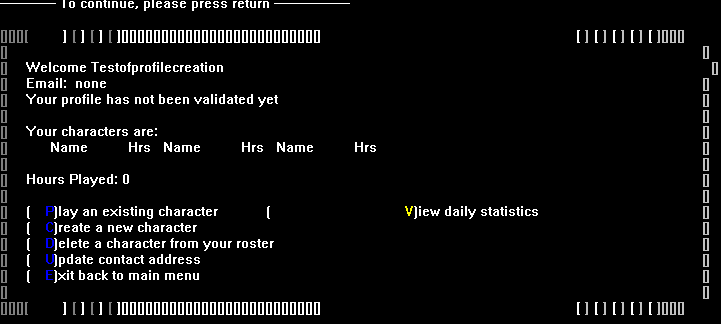 To continue, please press return
Welcome Testofprofilecreation
Email: none
Your profile has not been validated yet
Your characters are:
Name Hrs Name Hrs Name Hrs
Hours Played: 0
( P)lay an existing character ( V)iew daily statistics
( C)reate a new character
( D)elete a character from your roster
( U)pdate contact address
( E)xit back to main menu